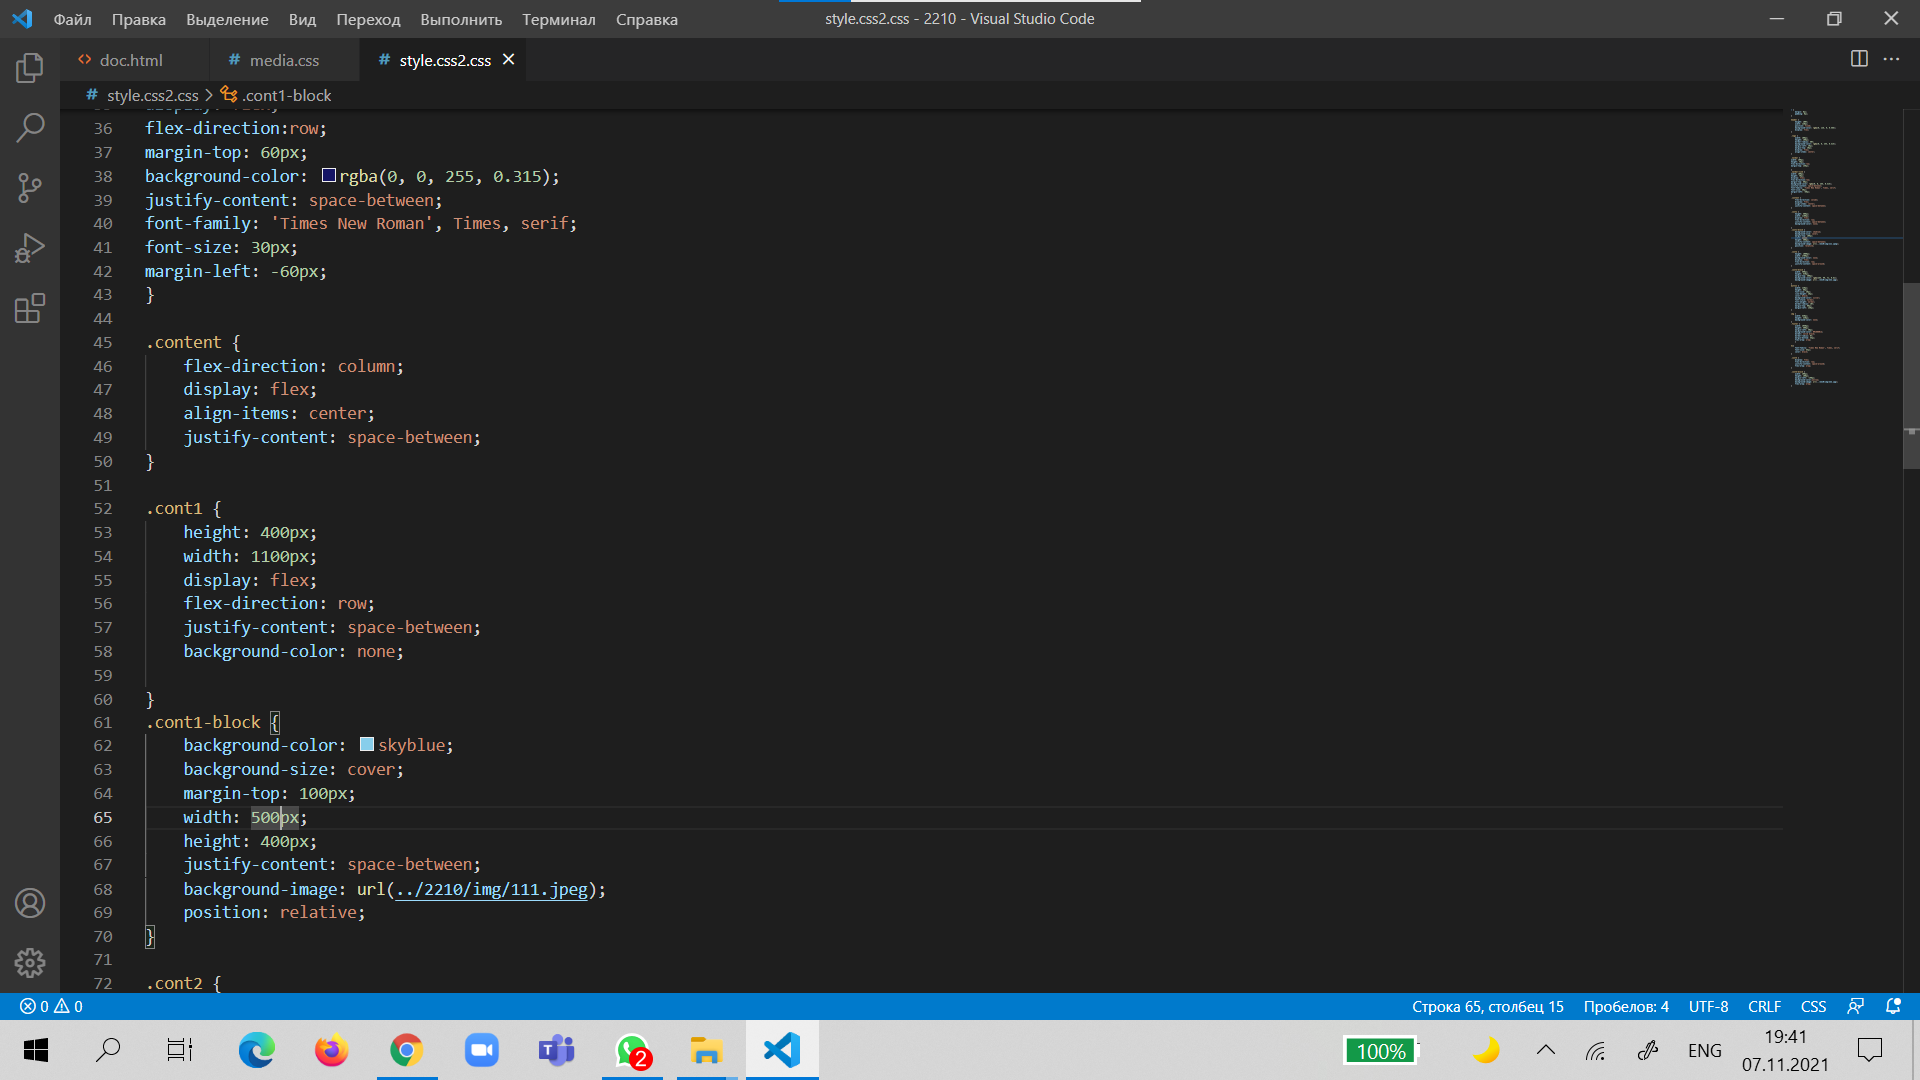 Файл Правка Выделение Вид Переход Выполнить Терминал Справка
style.css2.css - 2210 - Visual Studio Code
doc.html
# media.css
# style.css2.css
# style.css2.css > .cont1-block
36 flex-direction:row;
37 margin-top: 60px;
38 background-color: rgba(0, 0, 255, 0.315);
39 justify-content: space-between;
40 font-family: 'Times New Roman', Times, serif;
41 font-size: 30px;
42 margin-left: -60px;
43 }
44
45 .content {
46 flex-direction: column;
47 display: flex;
48 align-items: center;
49 justify-content: space-between;
50 }
51
52 .cont1 {
53 height: 400px;
54 width: 1100px;
55 display: flex;
56 flex-direction: row;
57 justify-content: space-between;
58 background-color: none;
59
60 }
61 .cont1-block {
62 background-color: skyblue;
63 background-size: cover;
64 margin-top: 100px;
65 width: 500px;
66 height: 400px;
67 justify-content: space-between;
68 background-image: url(../2210/img/111.jpeg);
69 position: relative;
70 }
71
72 .cont2 {
0 0
Строка 65, столбец 15 Пробелов: 4 UTF-8 CRLF CSS
2
100%
ENG
19:41
07.11.2021